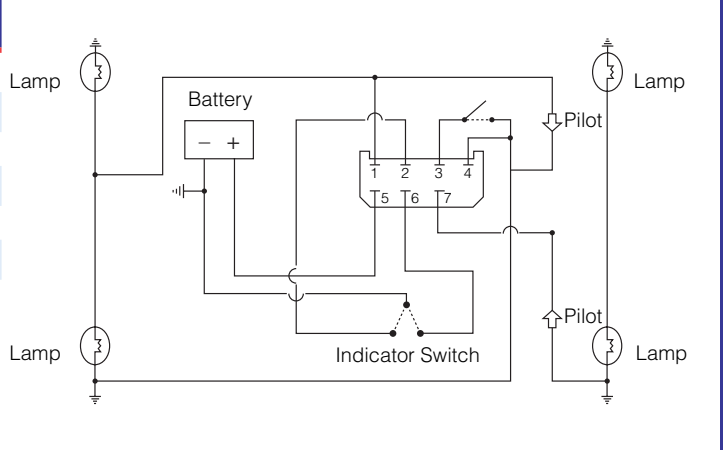 Lamp
Lamp
Battery
Pilot
− +
1 2 3 4
5 6 7
Pilot
Lamp
Indicator Switch
Lamp